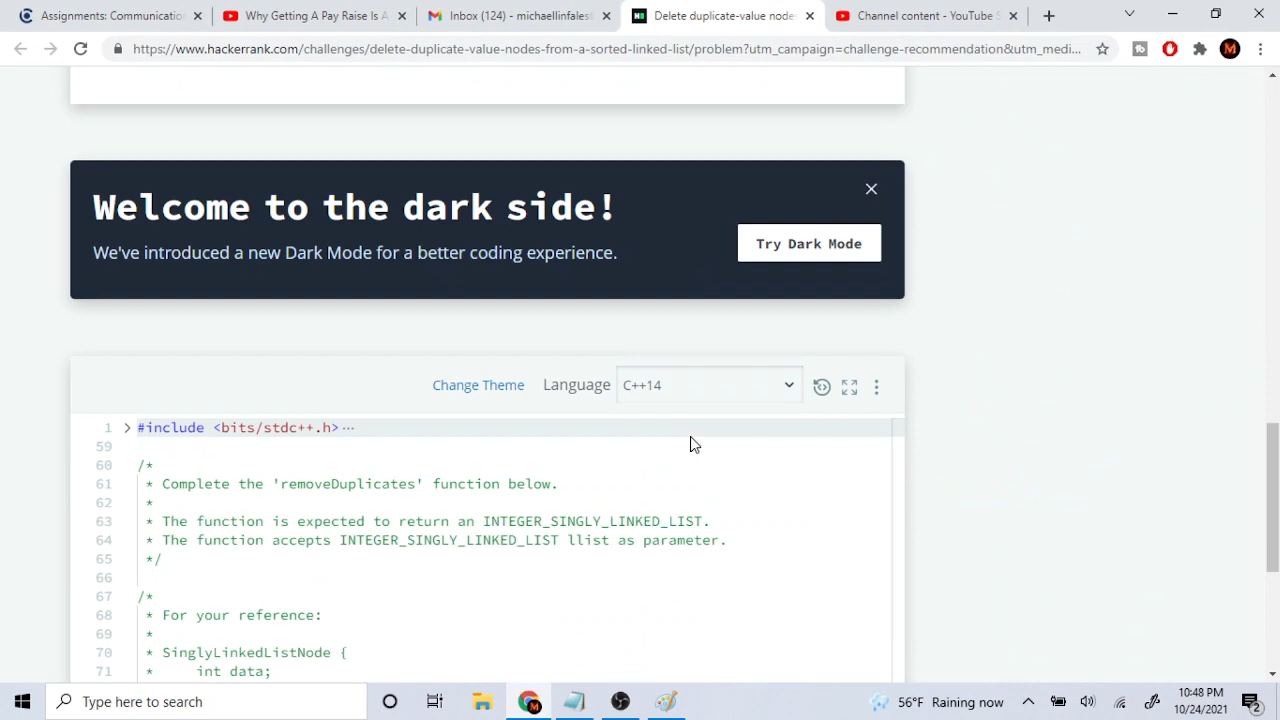 Assignments: Communication
Why Getting A Pay Raise is A
Inbox (124) - michaellinfalest
Delete duplicate-value nodes
Channel content - YouTube S
https://www.hackerrank.com/challenges/delete-duplicate-value-nodes-from-a-sorted-linked-list/problem?utm_campaign=challenge-recommendation&utm_medi...
Welcome to the dark side!
We've introduced a new Dark Mode for a better coding experience.
Try Dark Mode
Change Theme Language C++14
1 #include <bits/stdc++.h>
59
60 /*
61 * Complete the 'removeDuplicates' function below.
62 *
63 * The function is expected to return an INTEGER_SINGLY_LINKED_LIST.
64 * The function accepts INTEGER_SINGLY_LINKED_LIST llist as parameter.
65 */
66
67 /*
68 * For your reference:
69 *
70 * SinglyLinkedListNode {
71 * int data;
Type here to search
56°F Raining now
10:48 PM
10/24/2021
2